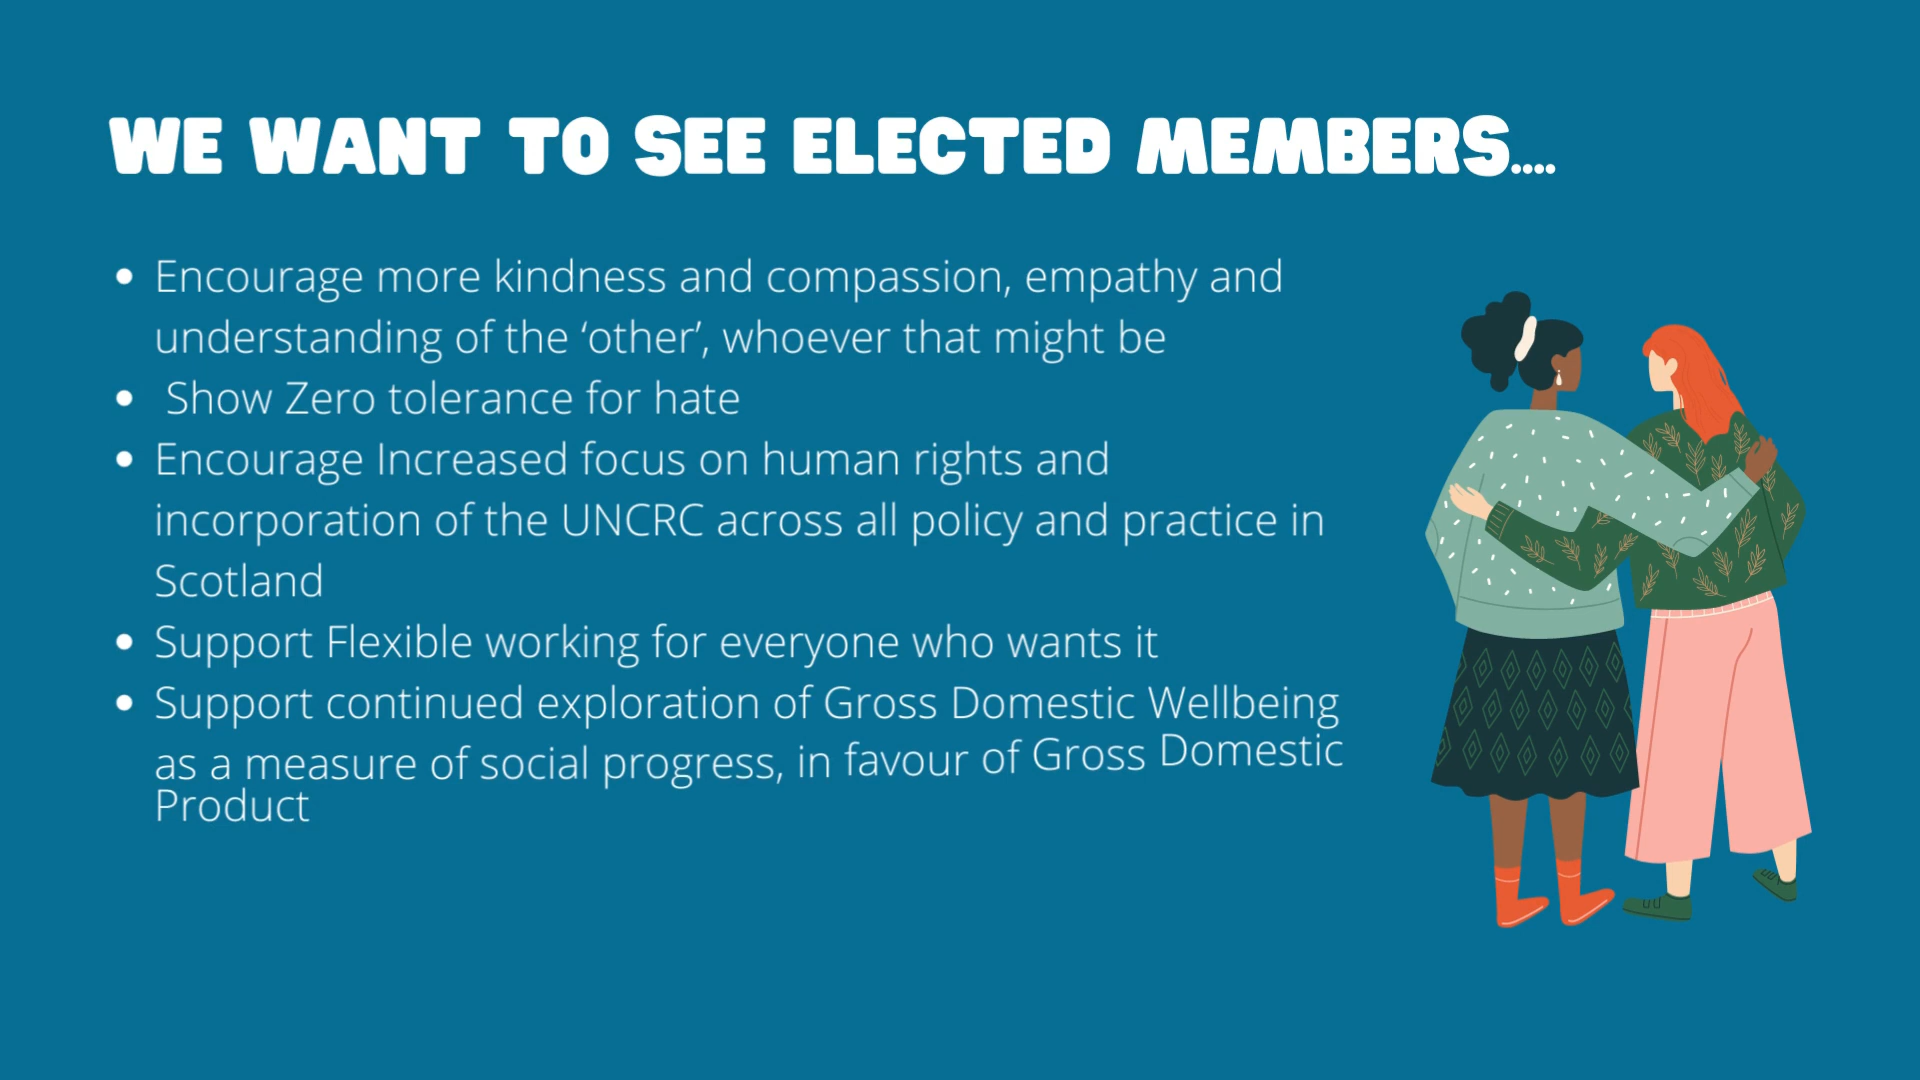 WE WANT TO SEE ELECTED MEMBERS....
• Encourage more kindness and compassion, empathy and
understanding of the ‘other’, whoever that might be
• Show Zero tolerance for hate
• Encourage Increased focus on human rights and
incorporation of the UNCRC across all policy and practice in
Scotland
• Support Flexible working for everyone who wants it
• Support continued exploration of Gross Domestic Wellbeing
as a measure of social progress, in favour of Gross Domestic
Product